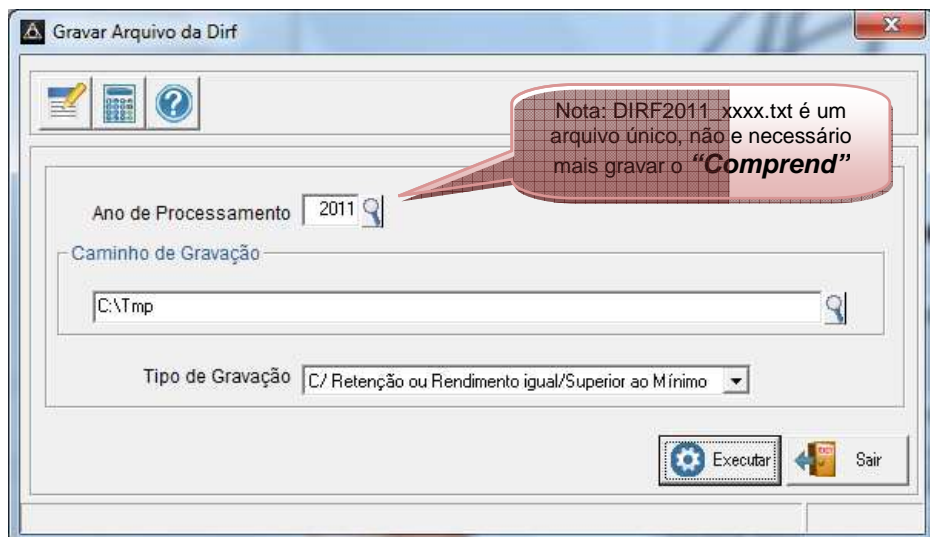 Gravar Arquivo da Dirf
Nota: DIRF2011_xxxx.txt é um
arquivo único, não e necessário
mais gravar o "Comprend"
Ano de Processamento 2011
Caminho de Gravação
C:\Tmp
Tipo de Gravação C/ Retenção ou Rendimento igual/Superior ao Mínimo
Executar Sair